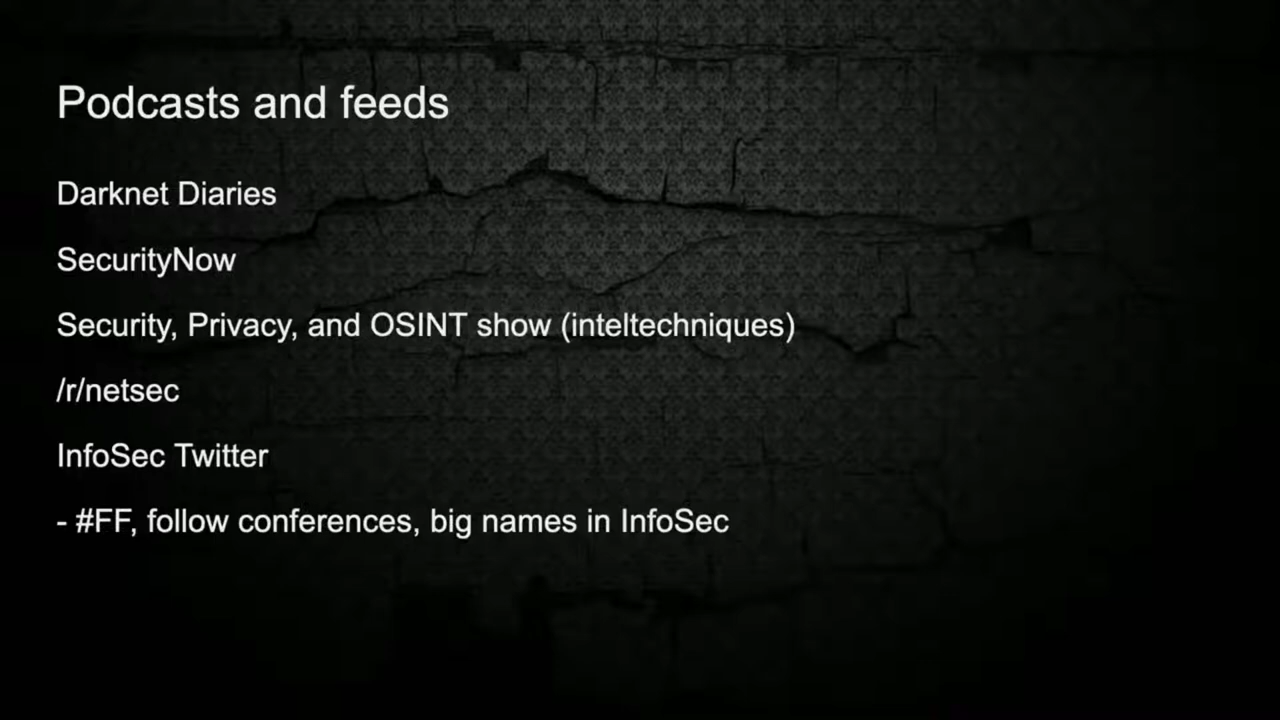 Podcasts and feeds
Darknet Diaries
SecurityNow
Security, Privacy, and OSINT show (inteltechniques)
/r/netsec
InfoSec Twitter
- #FF, follow conferences, big names in InfoSec